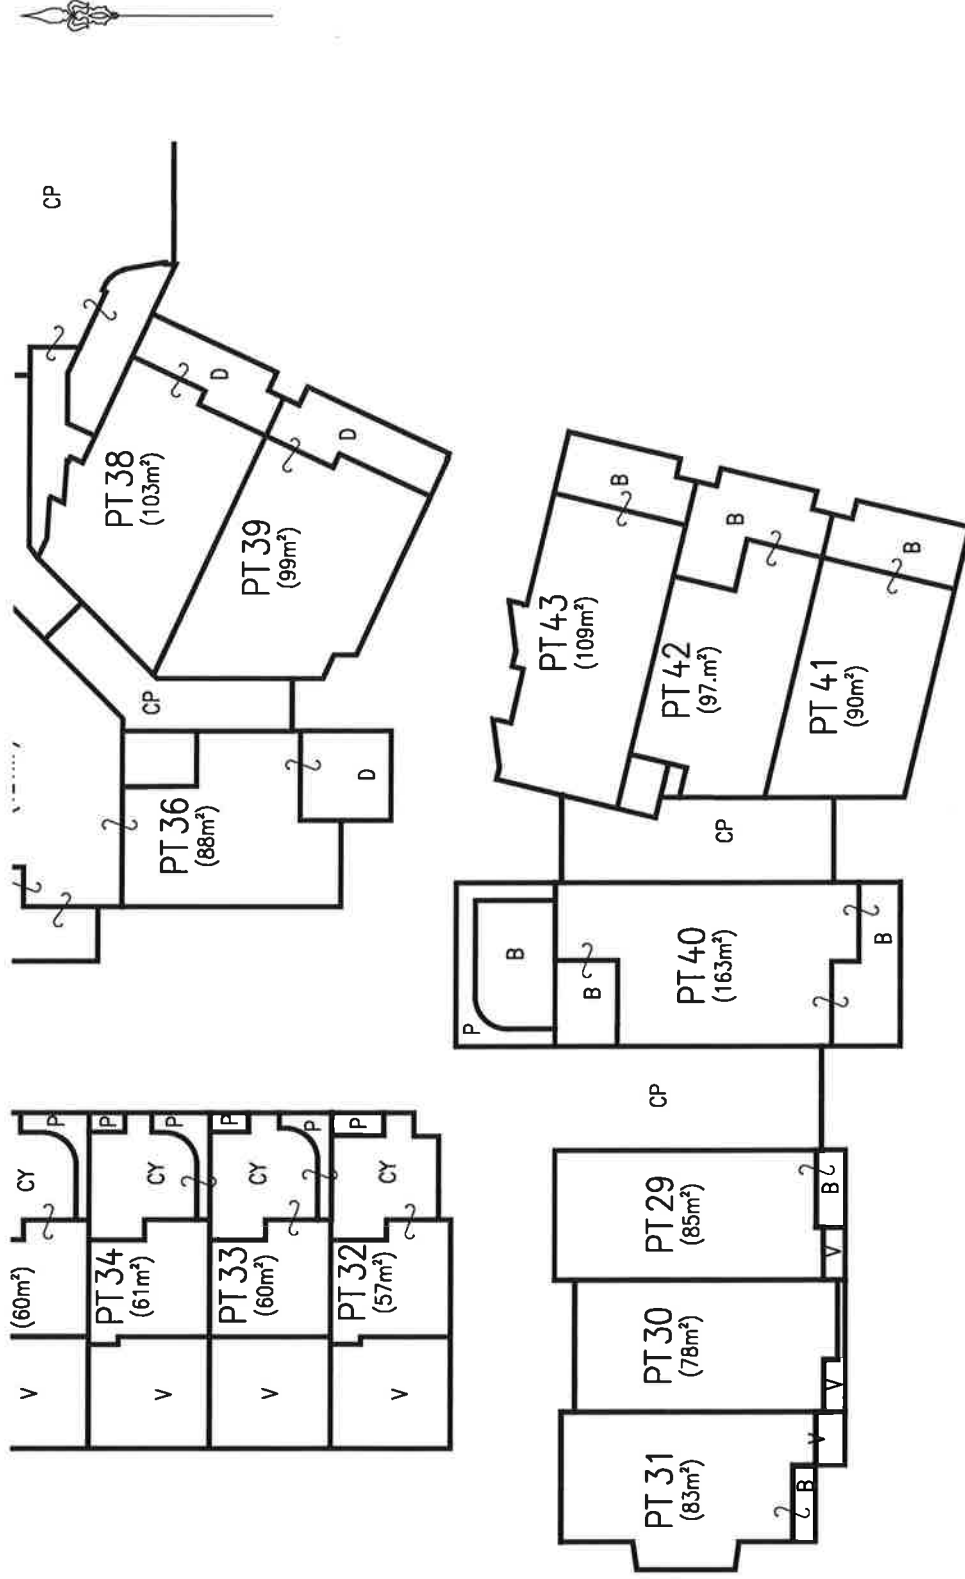 CP
PT 38
(103m²)
D
PT 39
(99m²)
D
CP
PT 36
(88m²)
D
B
PT 43
(109m²)
B
PT 42
(97.m²)
B
PT 41
(90m²)
CP
P
B
B
PT 40
(163m²)
B
CP
P
CY
(60m²)
V
P
P
CY
PT 34
(61m²)
V
P
P
CY
PT 33
(60m²)
V
P
CY
PT 32
(57m²)
V
PT 29
(85m²)
B
V
PT 30
(78m²)
V
PT 31
(83m²)
V
B